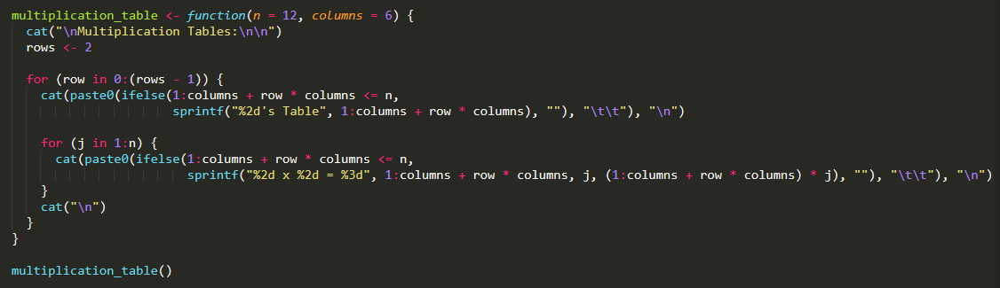 multiplication_table <- function(n = 12, columns = 6) {
  cat("\nMultiplication Tables:\n\n")
  rows <- 2

  for (row in 0:(rows - 1)) {
    cat(paste0(ifelse(1:columns + row * columns <= n,
                      sprintf("%2d's Table", 1:columns + row * columns), ""), "\t\t"), "\n")

    for (j in 1:n) {
      cat(paste0(ifelse(1:columns + row * columns <= n,
                        sprintf("%2d x %2d = %3d", 1:columns + row * columns, j, (1:columns + row * columns) * j), ""), "\t\t"), "\n")
    }
    cat("\n")
  }
}

multiplication_table()